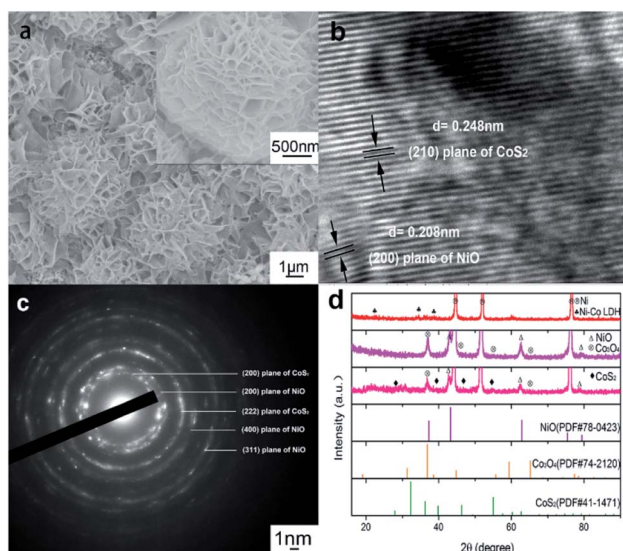 a
500nm
1μm
b
d= 0.248nm
(210) plane of CoS₂
d= 0.208nm
(200) plane of NiO
c
(200) plane of CoS₂
(200) plane of NiO
(222) plane of CoS₂
(400) plane of NiO
(311) plane of NiO
1nm
d
⊗Ni
♣Ni-Co LDH
△NiO
⊗Co₃O₄
♦CoS₂
NiO(PDF#78-0423)
Co₃O₄(PDF#74-2120)
CoS₂(PDF#41-1471)
Intensity (a.u.)
20 40 60 80
2θ (degree)